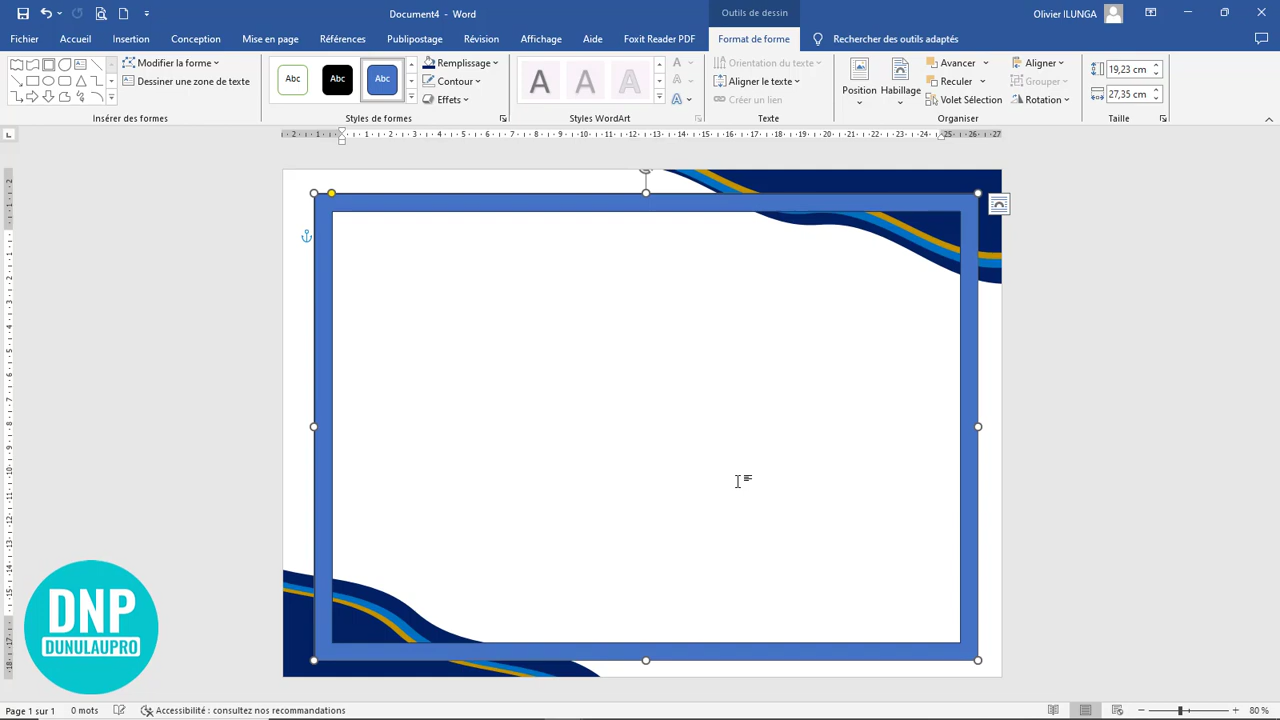 Document4 - Word
Outils de dessin
Olivier ILUNGA
Fichier Accueil Insertion Conception Mise en page Références Publipostage Révision Affichage Aide Foxit Reader PDF Format de forme Rechercher des outils adaptés
Modifier la forme
Dessiner une zone de texte
Insérer des formes
Abc Abc Abc
Remplissage
Contour
Effets
Styles de formes
A A A
Styles WordArt
Orientation du texte
Aligner le texte
Créer un lien
Texte
Position
Habillage
Avancer
Reculer
Volet Sélection
Aligner
Grouper
Rotation
Organiser
19,23 cm
27,35 cm
Taille
DNP
DUNULAUPRO
Page 1 sur 1 0 mots Accessibilité : consultez nos recommandations 80 %